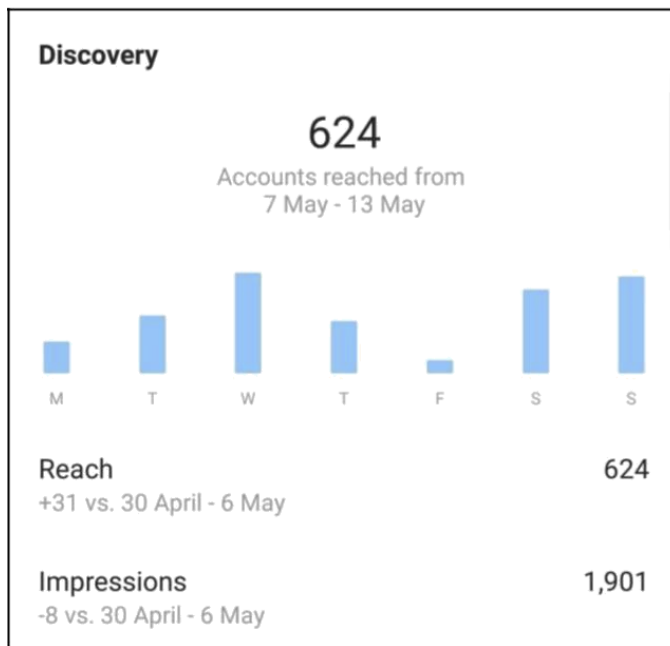 Discovery
624
Accounts reached from
7 May - 13 May
M T W T F S S
Reach 624
+31 vs. 30 April - 6 May
Impressions 1,901
-8 vs. 30 April - 6 May